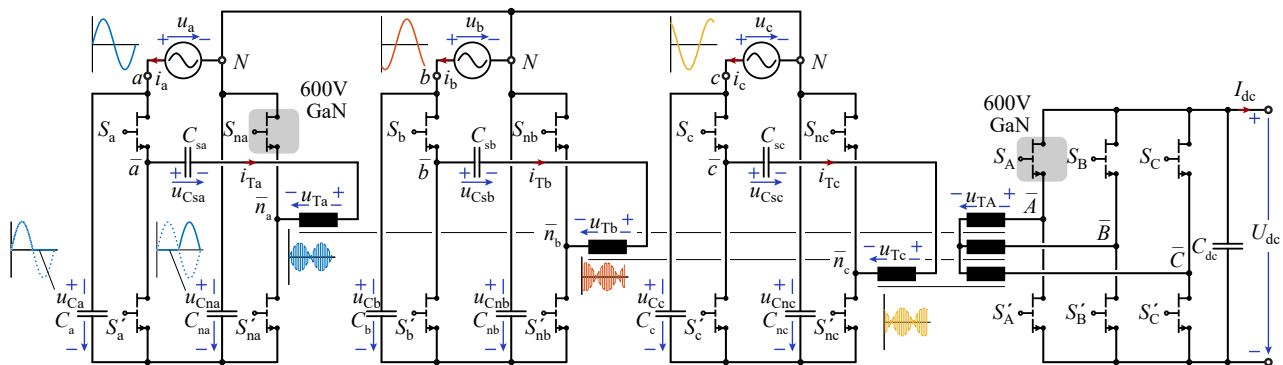 u_a
u_b
u_c
a
i_a
N
b
i_b
N
c
i_c
N
600V
GaN
600V
GaN
I_dc
S_a
S_na
C_sa
S_b
S_nb
C_sb
S_c
S_nc
C_sc
S_A
S_B
S_C
a̅
u_Csa
i_Ta
b̅
u_Csb
i_Tb
c̅
u_Csc
i_Tc
n̅_a
u_Ta
n̅_b
u_Tb
n̅_c
u_Tc
u_TA
A̅
B̅
C̅
C_dc
U_dc
u_Ca
C_a
S'_a
u_Cna
C_na
S'_na
u_Cb
C_b
S'_b
u_Cnb
C_nb
S'_nb
u_Cc
C_c
S'_c
u_Cnc
C_nc
S'_nc
S'_A
S'_B
S'_C